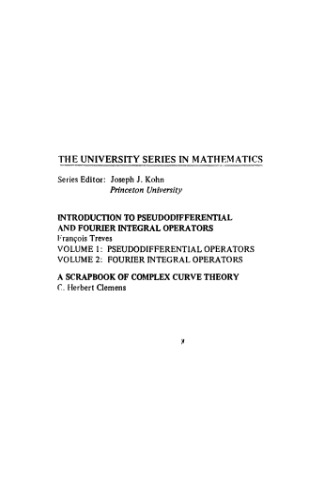 THE UNIVERSITY SERIES IN MATHEMATICS
Series Editor: Joseph J. Kohn
Princeton University
INTRODUCTION TO PSEUDODIFFERENTIAL
AND FOURIER INTEGRAL OPERATORS
François Treves
VOLUME 1: PSEUDODIFFERENTIAL OPERATORS
VOLUME 2: FOURIER INTEGRAL OPERATORS
A SCRAPBOOK OF COMPLEX CURVE THEORY
C. Herbert Clemens